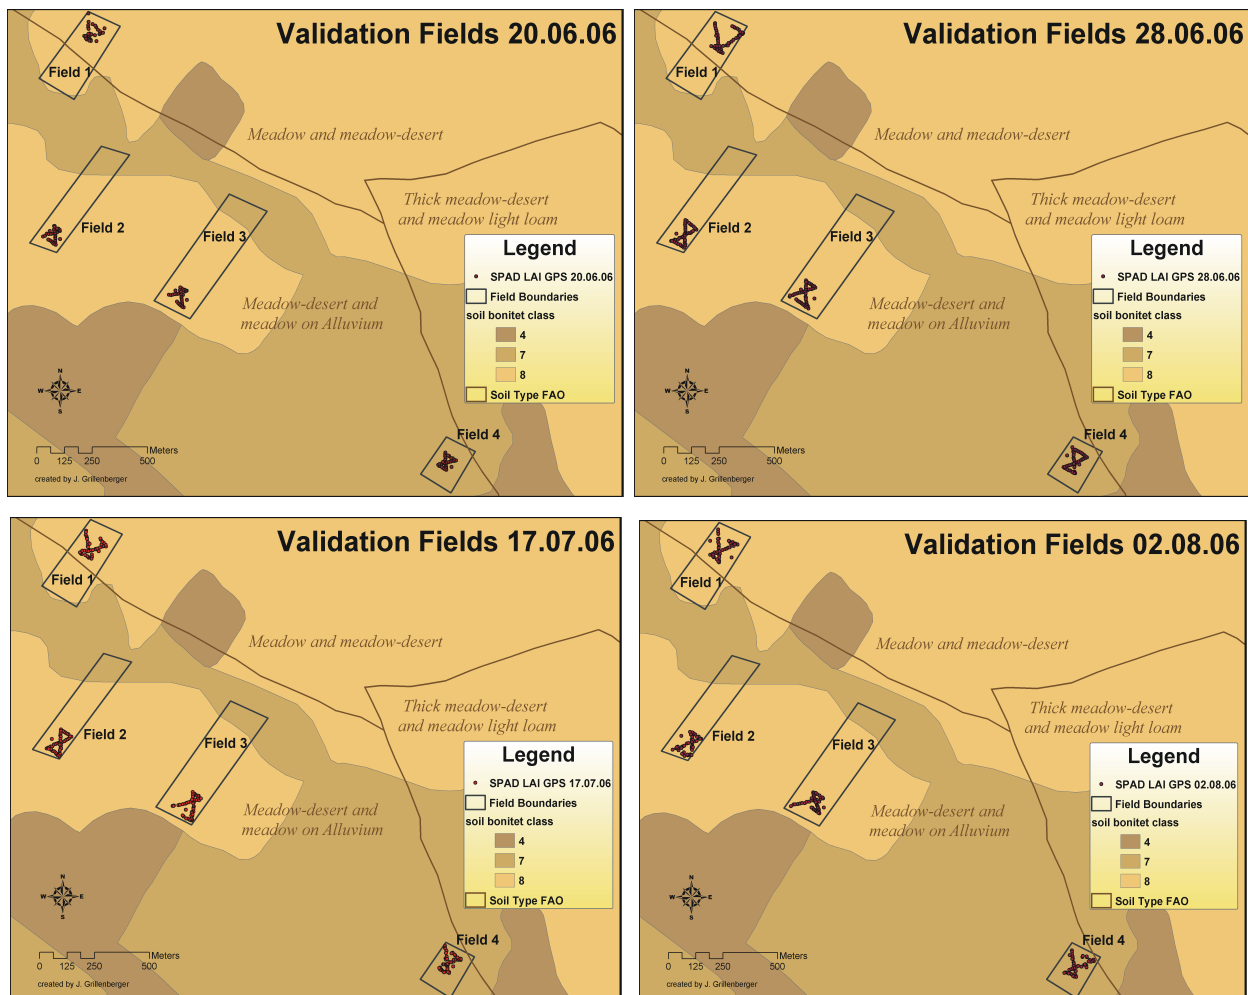 Validation Fields 20.06.06
Field 1
Meadow and meadow-desert
Thick meadow-desert
and meadow light loam
Field 2
Field 3
Legend
SPAD LAI GPS 20.06.06
Field Boundaries
soil bonitet class
4
7
8
Soil Type FAO
Meadow-desert and
meadow on Alluvium
N
W E
S
Field 4
Meters
0 125 250 500
created by J. Grillenberger
Validation Fields 28.06.06
Field 1
Meadow and meadow-desert
Thick meadow-desert
and meadow light loam
Field 2
Field 3
Legend
SPAD LAI GPS 28.06.06
Field Boundaries
soil bonitet class
4
7
8
Soil Type FAO
Meadow-desert and
meadow on Alluvium
N
W E
S
Field 4
Meters
0 125 250 500
created by J. Grillenberger
Validation Fields 17.07.06
Field 1
Meadow and meadow-desert
Thick meadow-desert
and meadow light loam
Field 2
Field 3
Legend
SPAD LAI GPS 17.07.06
Field Boundaries
soil bonitet class
4
7
8
Soil Type FAO
Meadow-desert and
meadow on Alluvium
N
W E
S
Field 4
Meters
0 125 250 500
created by J. Grillenberger
Validation Fields 02.08.06
Field 1
Meadow and meadow-desert
Thick meadow-desert
and meadow light loam
Field 2
Field 3
Legend
SPAD LAI GPS 02.08.06
Field Boundaries
soil bonitet class
4
7
8
Soil Type FAO
Meadow-desert and
meadow on Alluvium
N
W E
S
Field 4
Meters
0 125 250 500
created by J. Grillenberger